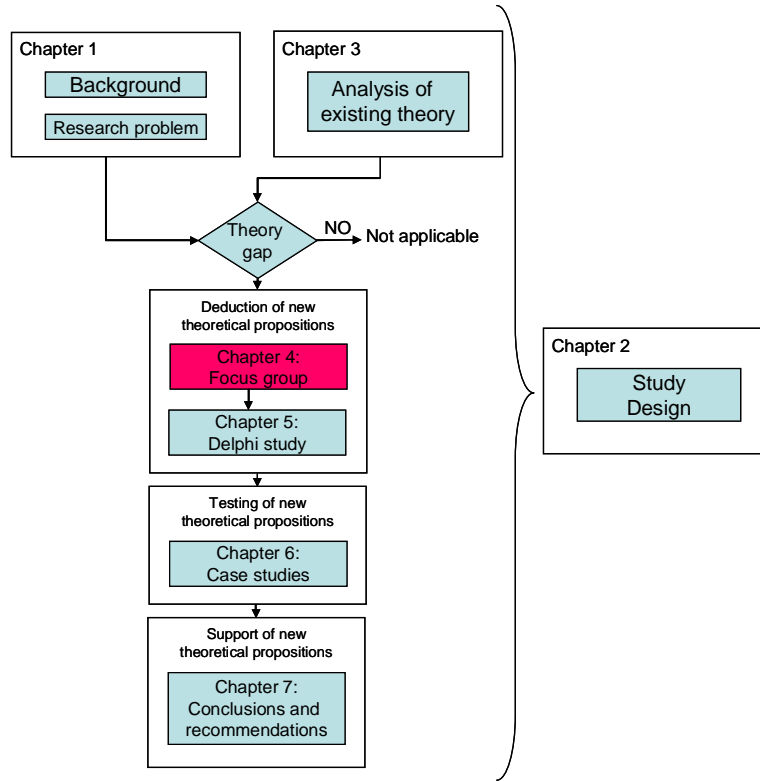 Chapter 1
Background
Research problem
Chapter 3
Analysis of
existing theory
Theory
gap
NO
Not applicable
Deduction of new
theoretical propositions
Chapter 4:
Focus group
Chapter 5:
Delphi study
Testing of new
theoretical propositions
Chapter 6:
Case studies
Support of new
theoretical propositions
Chapter 7:
Conclusions and
recommendations
Chapter 2
Study
Design